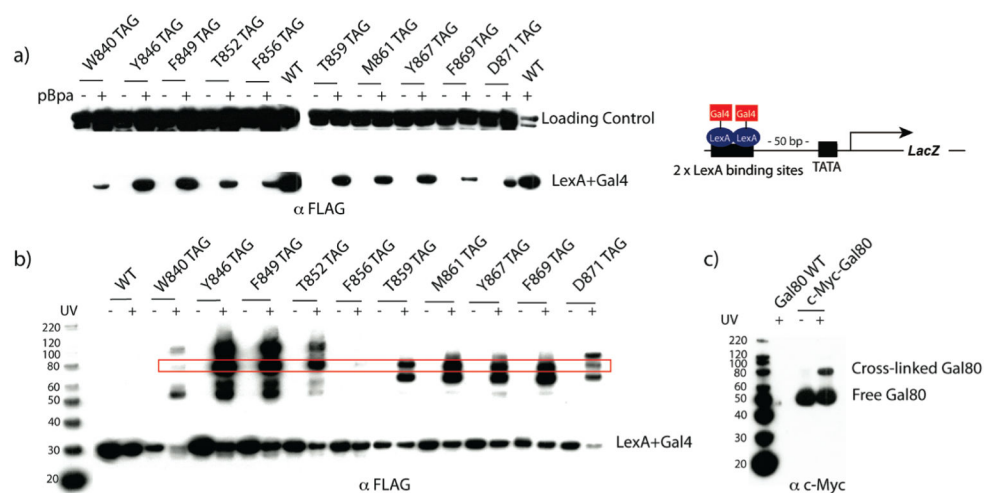 a)
W840 TAG Y846 TAG F849 TAG T852 TAG F856 TAG WT T859 TAG M861 TAG Y867 TAG F869 TAG D871 TAG WT
pBpa - + - + - + - + - + - + - + - + - + - + +
Loading Control
LexA+Gal4
α FLAG
Gal4 Gal4
LexA LexA
- 50 bp -
LacZ
2 x LexA binding sites TATA
b)
WT W840 TAG Y846 TAG F849 TAG T852 TAG F856 TAG T859 TAG M861 TAG Y867 TAG F869 TAG D871 TAG
UV - + - + - + - + - + - + - + - + - + - + - +
220
120
100
80
60
50
40
30
20
LexA+Gal4
α FLAG
c)
Gal80 WT c-Myc-Gal80
UV + - +
220
120
100
80
60
50
40
30
20
Cross-linked Gal80
Free Gal80
α c-Myc